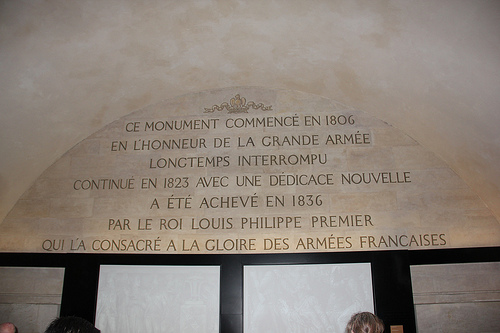 CE MONUMENT COMMENCÉ EN 1806
EN L'HONNEUR DE LA GRANDE ARMÉE
LONGTEMPS INTERROMPU
CONTINUÉ EN 1823 AVEC UNE DÉDICACE NOUVELLE
A ÉTÉ ACHEVÉ EN 1836
PAR LE ROI LOUIS PHILIPPE PREMIER
QUI L'A CONSACRÉ A LA GLOIRE DES ARMÉES FRANÇAISES